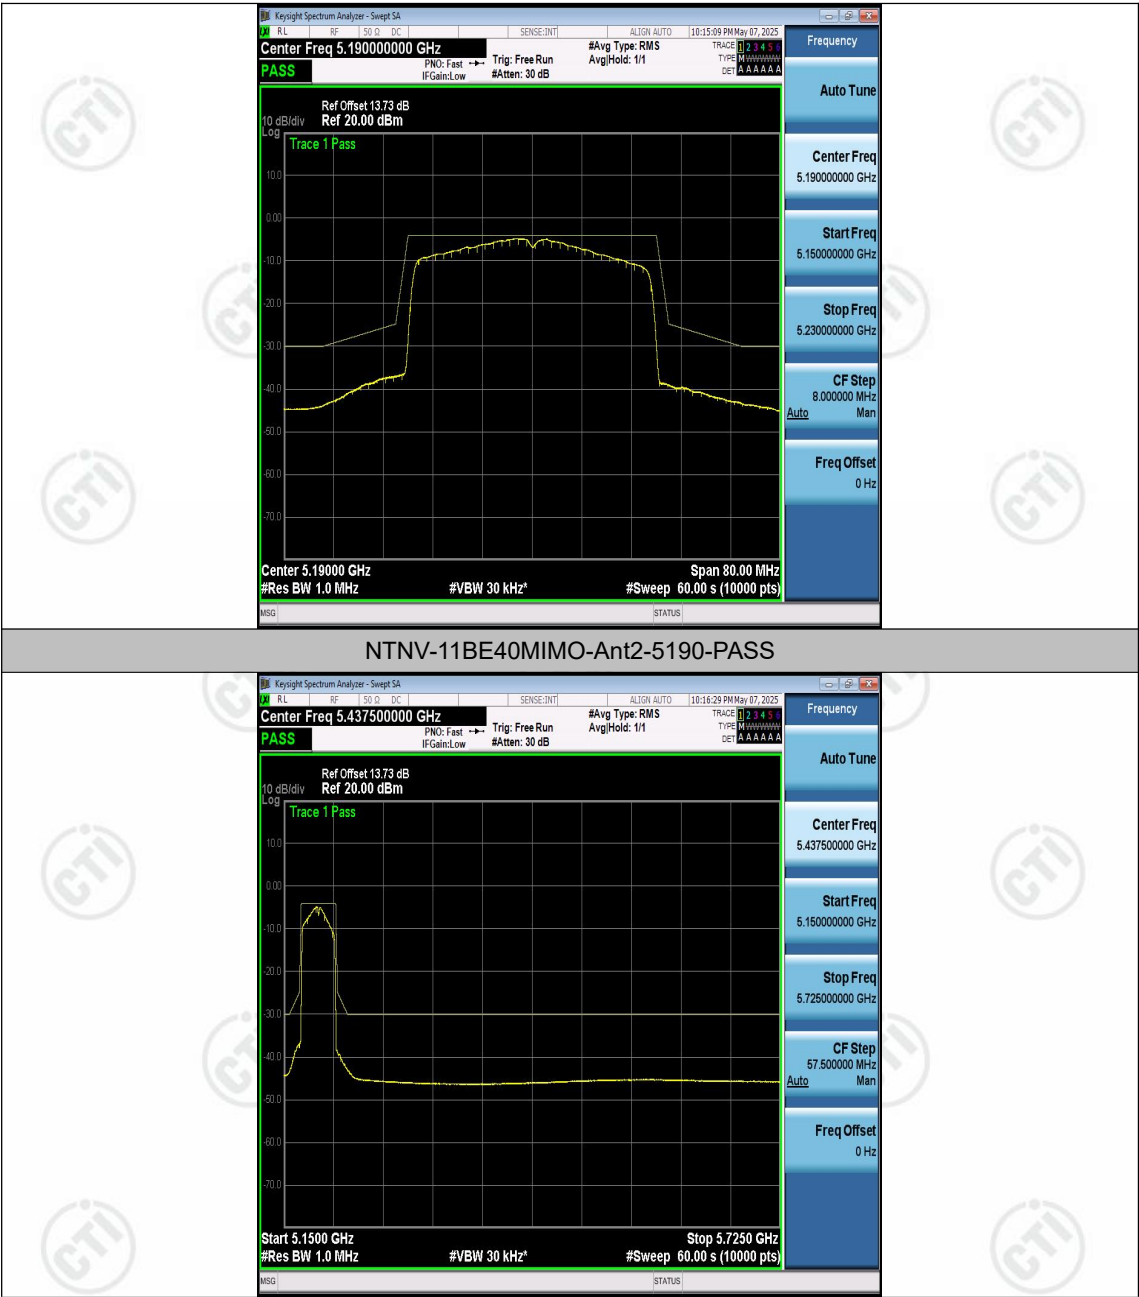 Keysight Spectrum Analyzer - Swept SA
RL RF 50 Ω DC SENSE:INT ALIGN AUTO 10:15:09 PM May 07, 2025
Center Freq 5.190000000 GHz
PASS
PNO: Fast
IFGain:Low
Trig: Free Run
#Atten: 30 dB
#Avg Type: RMS
Avg|Hold: 1/1
TRACE 1 2 3 4 5 6
TYPE M
DET A A A A A A
Frequency
Auto Tune
Center Freq
5.190000000 GHz
Start Freq
5.150000000 GHz
Stop Freq
5.230000000 GHz
CF Step
8.000000 MHz
Auto Man
Freq Offset
0 Hz
Ref Offset 13.73 dB
10 dB/div Ref 20.00 dBm
Log
Trace 1 Pass
10.0
0.00
-10.0
-20.0
-30.0
-40.0
-50.0
-60.0
-70.0
Center 5.19000 GHz Span 80.00 MHz
#Res BW 1.0 MHz #VBW 30 kHz* #Sweep 60.00 s (10000 pts)
MSG STATUS
NTNV-11BE40MIMO-Ant2-5190-PASS
Keysight Spectrum Analyzer - Swept SA
RL RF 50 Ω DC SENSE:INT ALIGN AUTO 10:16:29 PM May 07, 2025
Center Freq 5.437500000 GHz
PASS
PNO: Fast
IFGain:Low
Trig: Free Run
#Atten: 30 dB
#Avg Type: RMS
Avg|Hold: 1/1
TRACE 1 2 3 4 5 6
TYPE M
DET A A A A A A
Frequency
Auto Tune
Center Freq
5.437500000 GHz
Start Freq
5.150000000 GHz
Stop Freq
5.725000000 GHz
CF Step
57.500000 MHz
Auto Man
Freq Offset
0 Hz
Ref Offset 13.73 dB
10 dB/div Ref 20.00 dBm
Log
Trace 1 Pass
10.0
0.00
-10.0
-20.0
-30.0
-40.0
-50.0
-60.0
-70.0
Start 5.1500 GHz Stop 5.7250 GHz
#Res BW 1.0 MHz #VBW 30 kHz* #Sweep 60.00 s (10000 pts)
MSG STATUS
CTI
CTI
CTI
CTI
CTI
CTI
CTI
CTI